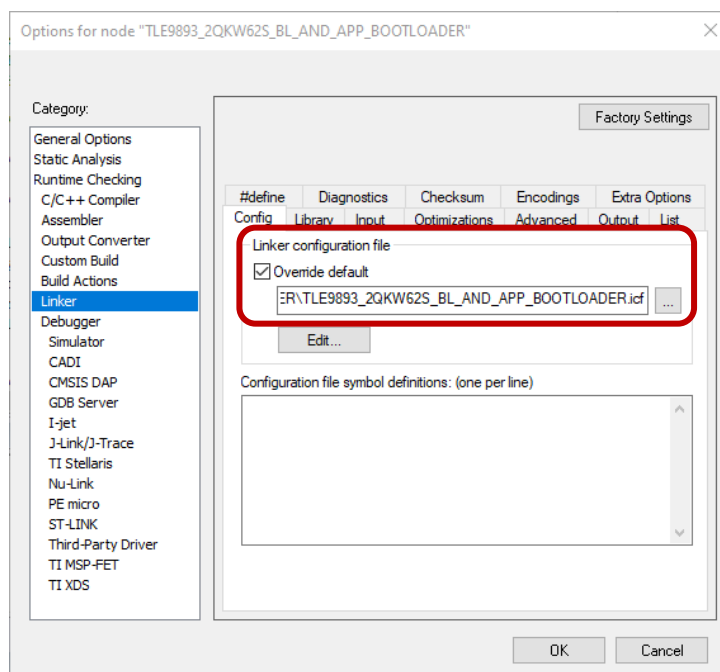 Options for node "TLE9893_2QKW62S_BL_AND_APP_BOOTLOADER"
Category:
General Options
Static Analysis
Runtime Checking
C/C++ Compiler
Assembler
Output Converter
Custom Build
Build Actions
Linker
Debugger
Simulator
CADI
CMSIS DAP
GDB Server
I-jet
J-Link/J-Trace
TI Stellaris
Nu-Link
PE micro
ST-LINK
Third-Party Driver
TI MSP-FET
TI XDS
Factory Settings
#define Diagnostics Checksum Encodings Extra Options
Config Library Input Optimizations Advanced Output List
Linker configuration file
Override default
ER\TLE9893_2QKW62S_BL_AND_APP_BOOTLOADER.icf ...
Edit...
Configuration file symbol definitions: (one per line)
OK Cancel